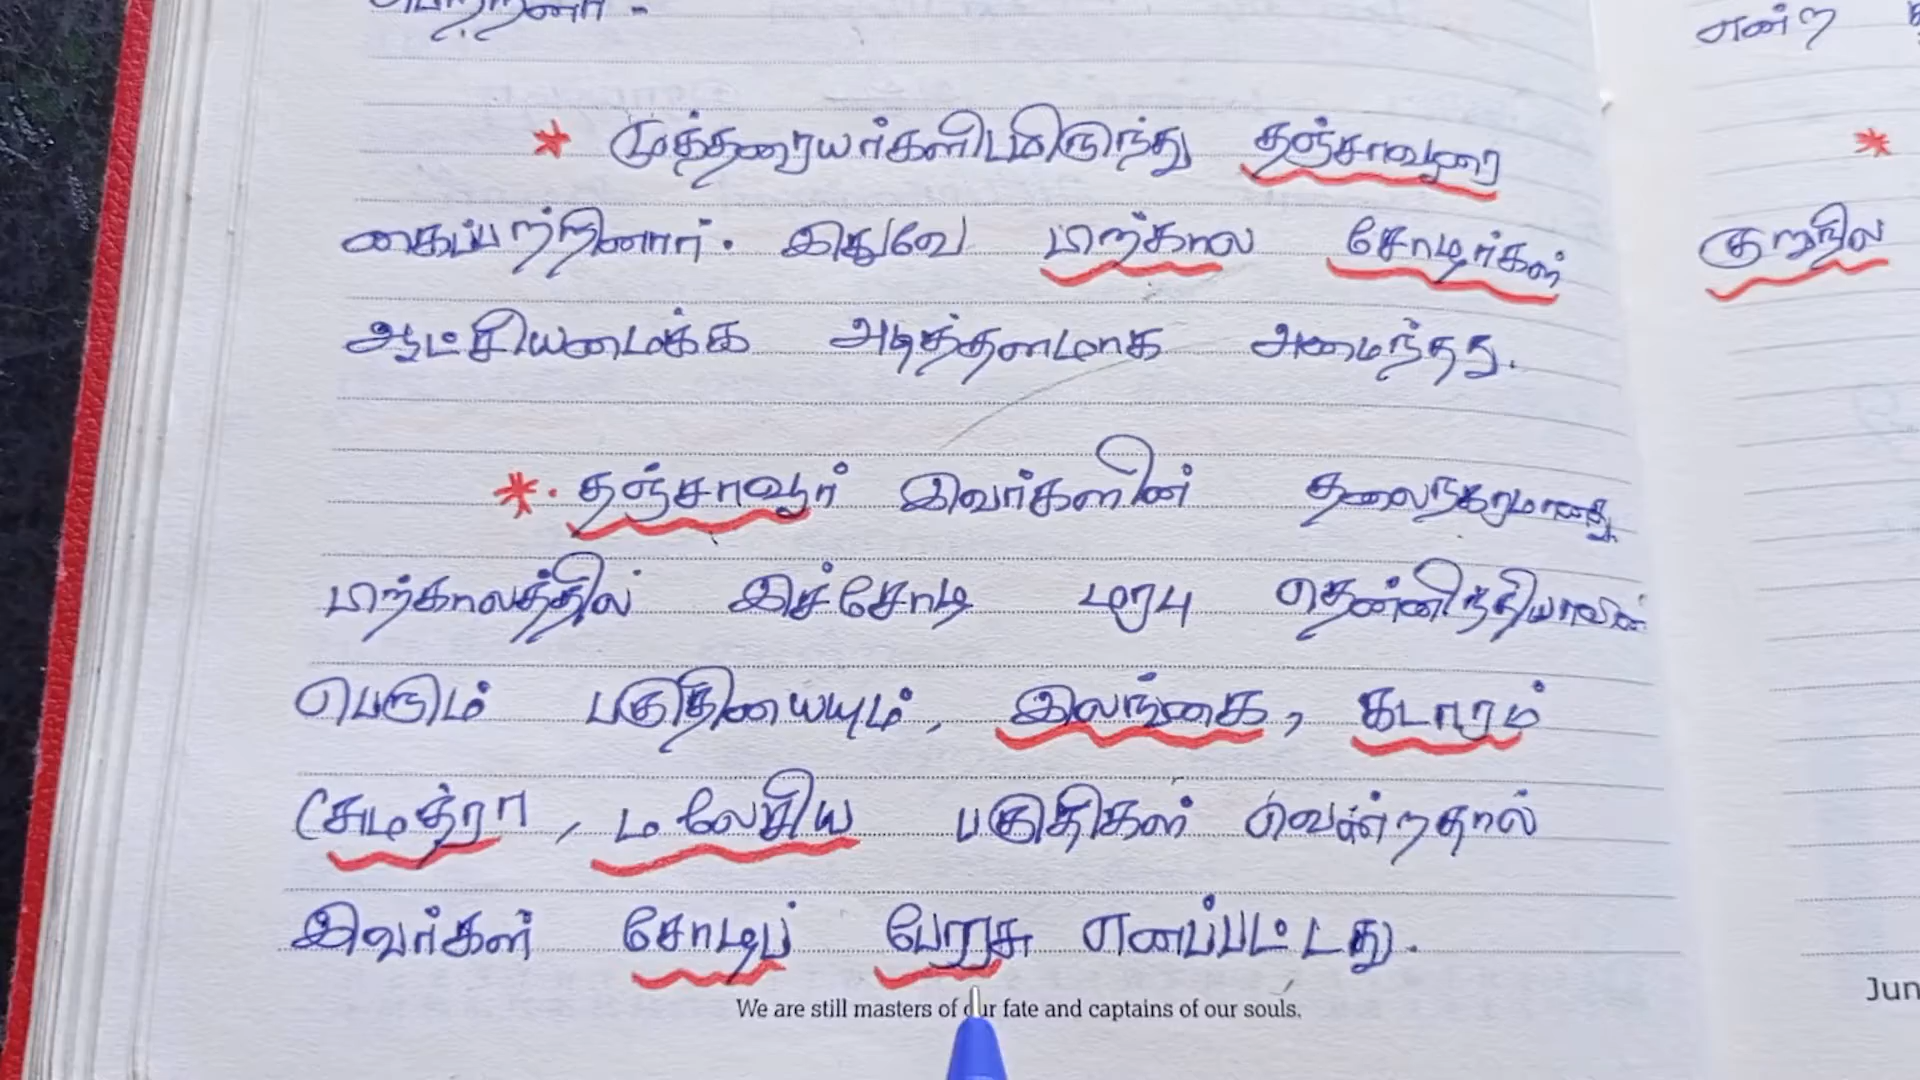 என்ற
* முத்தரையர்களிடமிருந்து தஞ்சாவூரை
கைப்பற்றினார். இதுவே பிற்கால சோழர்கள்
ஆட்சியமைக்க அடித்தளமாக அமைந்தது.
*. தஞ்சாவூர் இவர்களின் தலைநகரமானது
பிற்காலத்தில் இச்சோழ மரபு தென்னிந்தியாவின்
பெரும் பகுதியையும், இலங்கை, கடாரம்
(சுமத்ரா, மலேசிய பகுதிகள் வென்றதால்
இவர்கள் சோழப் பேரரசு எனப்பட்டது.
We are still masters of our fate and captains of our souls.
*
குறுநில
Jun